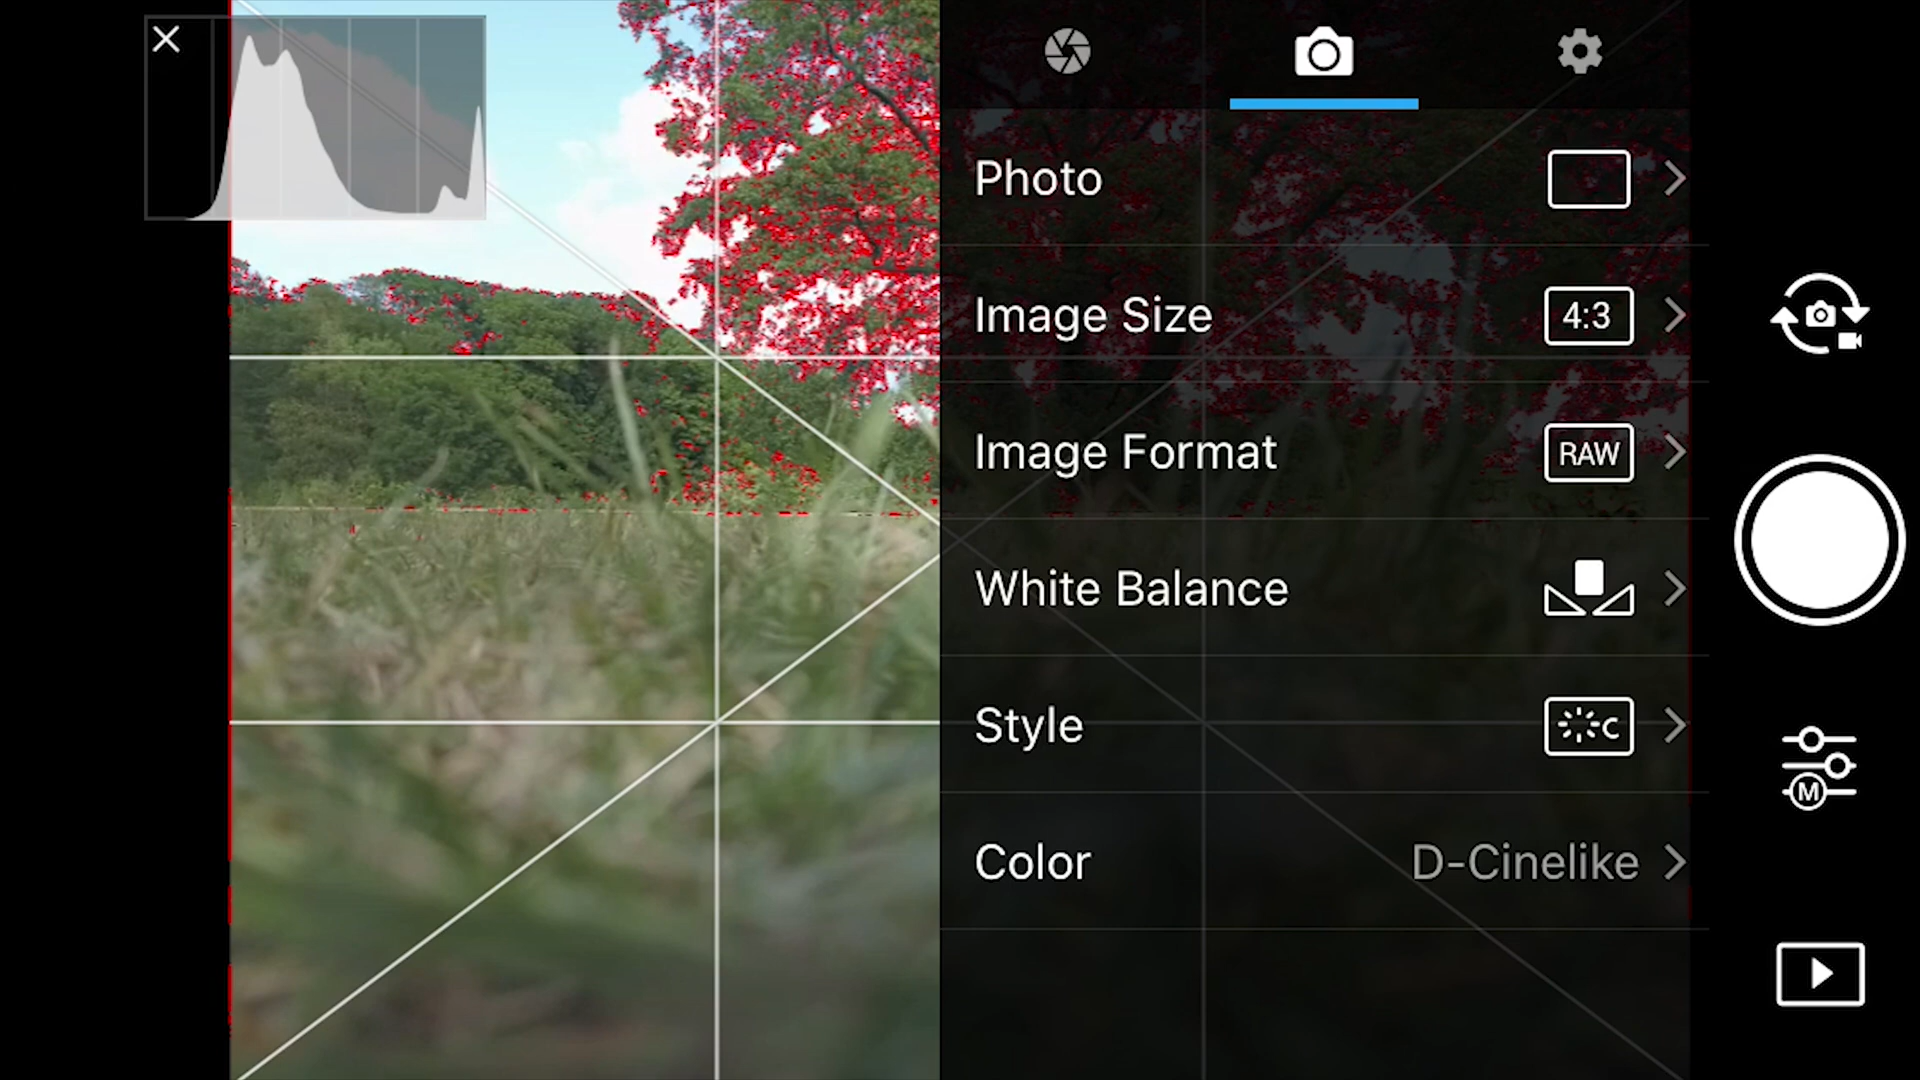 Photo
Image Size 4:3
Image Format RAW
White Balance
Style C
Color D-Cinelike
M